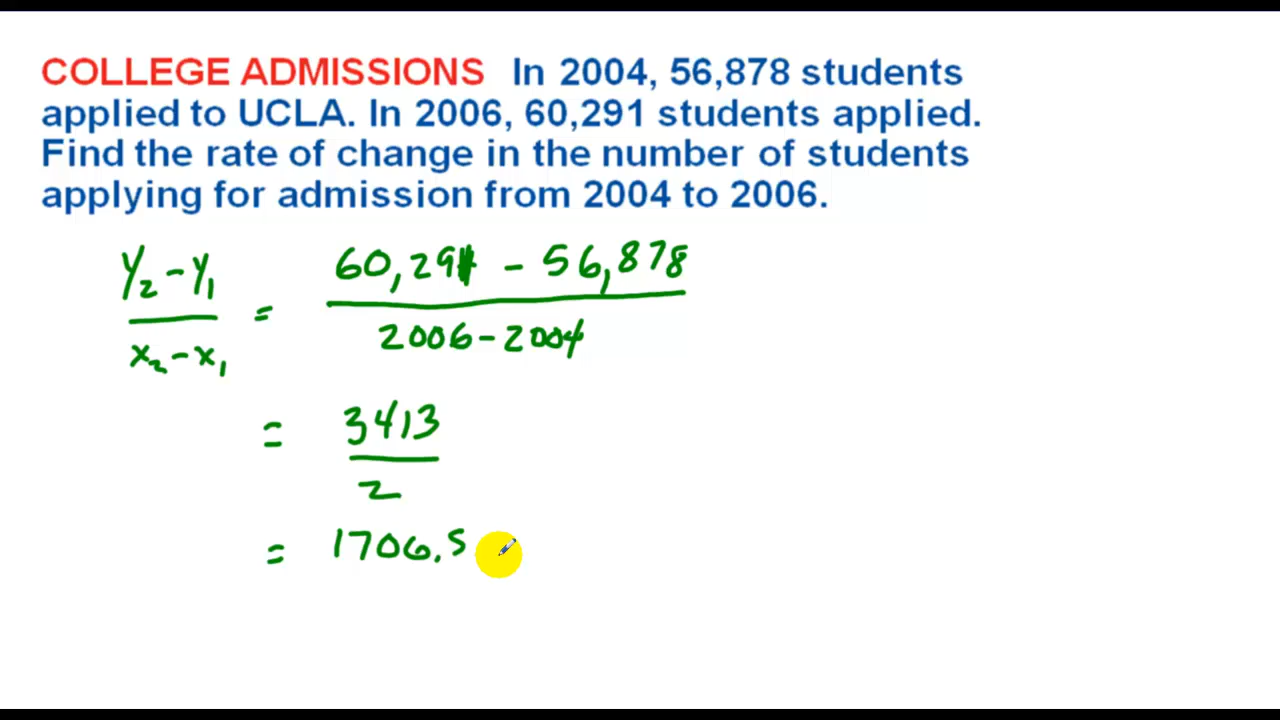 COLLEGE ADMISSIONS In 2004, 56,878 students
applied to UCLA. In 2006, 60,291 students applied.
Find the rate of change in the number of students
applying for admission from 2004 to 2006.
y₂-y₁ / x₂-x₁ = 60,291 - 56,878 / 2006-2004
= 3413 / 2
= 1706.5